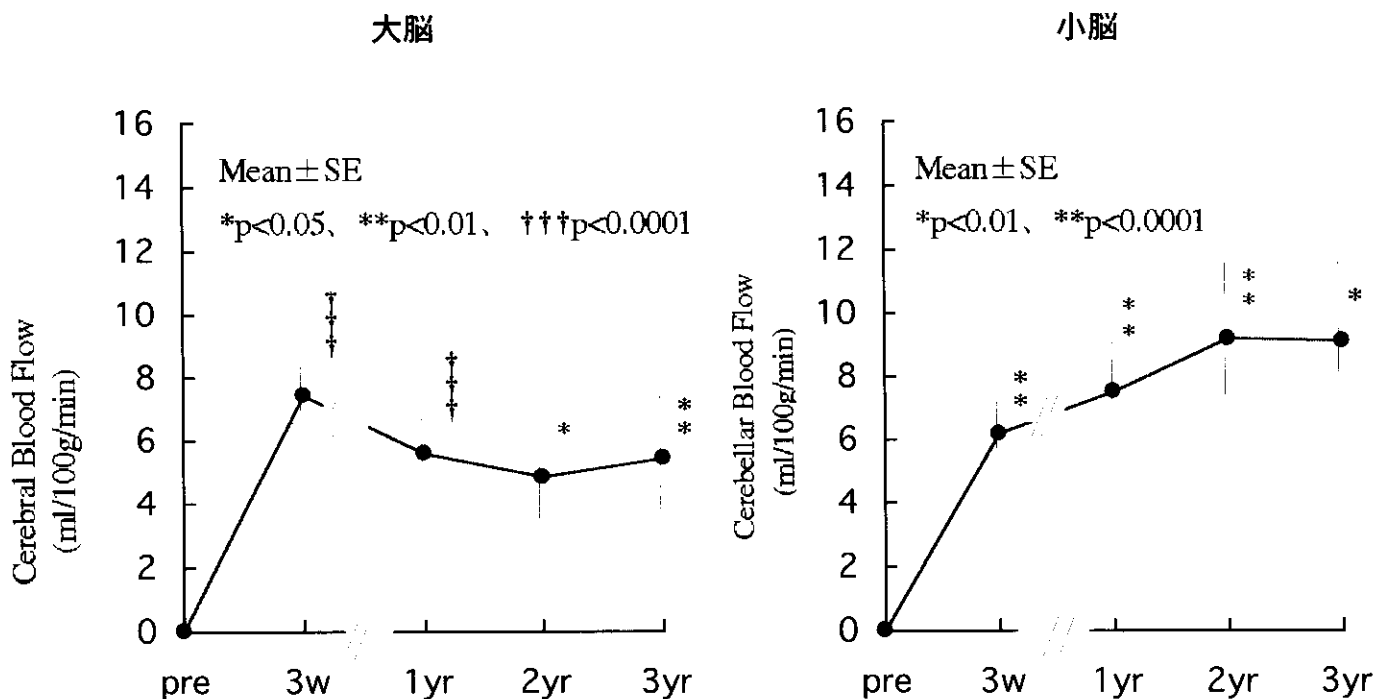 大脳
Cerebral Blood Flow
(ml/100g/min)
16
14
12
10
8
6
4
2
0
Mean±SE
*p<0.05、 **p<0.01、 †††p<0.0001
†††
†††
*
**
pre
3w
1yr
2yr
3yr
小脳
Cerebellar Blood Flow
(ml/100g/min)
16
14
12
10
8
6
4
2
0
Mean±SE
*p<0.01、 **p<0.0001
**
**
**
*
pre
3w
1yr
2yr
3yr